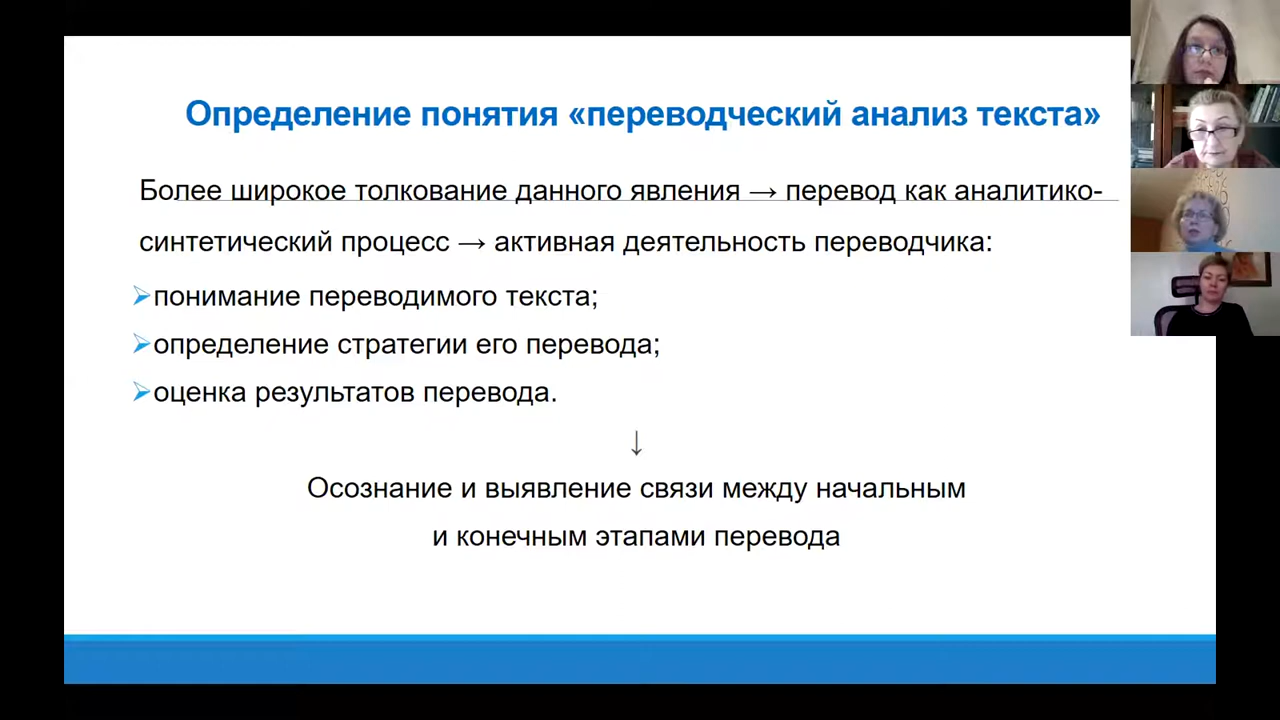 Определение понятия «переводческий анализ текста»
Более широкое толкование данного явления → перевод как аналитико-
синтетический процесс → активная деятельность переводчика:
➢понимание переводимого текста;
➢определение стратегии его перевода;
➢оценка результатов перевода.
↓
Осознание и выявление связи между начальным
и конечным этапами перевода